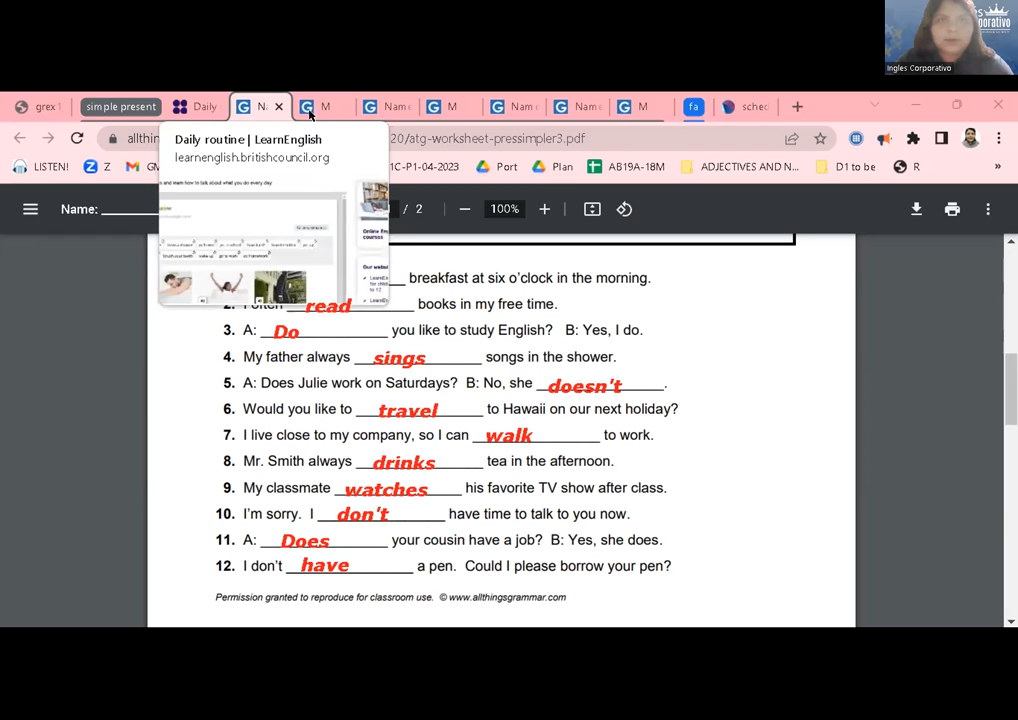 oporativo
Ingles Corporativo
grex1
simple present
Daily
N
M
Name
M
Name
Name
M
fa
sched
allthin
20/atg-worksheet-pressimpler3.pdf
Daily routine | LearnEnglish
learnenglish.britishcouncil.org
LISTEN!
Z
GM
1C-P1-04-2023
Port
Plan
AB19A-18M
ADJECTIVES AND N...
D1 to be
R
»
Name:
/ 2
100%
breakfast at six o'clock in the morning.
read books in my free time.
3. A: Do you like to study English? B: Yes, I do.
4. My father always sings songs in the shower.
5. A: Does Julie work on Saturdays? B: No, she doesn't.
6. Would you like to travel to Hawaii on our next holiday?
7. I live close to my company, so I can walk to work.
8. Mr. Smith always drinks tea in the afternoon.
9. My classmate watches his favorite TV show after class.
10. I'm sorry. I don't have time to talk to you now.
11. A: Does your cousin have a job? B: Yes, she does.
12. I don't have a pen. Could I please borrow your pen?
Permission granted to reproduce for classroom use. © www.allthingsgrammar.com